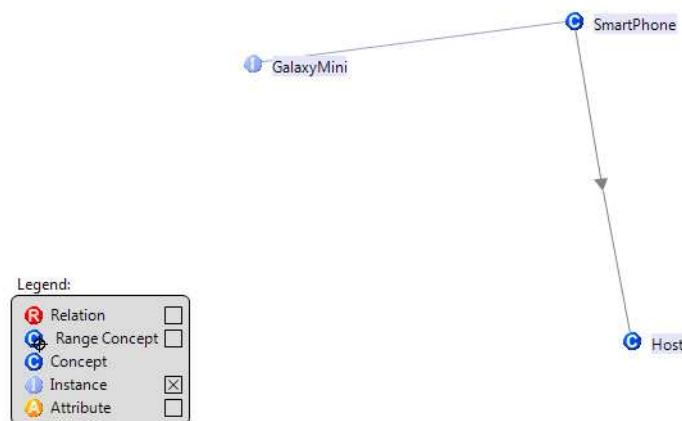 SmartPhone
GalaxyMini
Host
Legend:
R Relation
C Range Concept
C Concept
I Instance
A Attribute